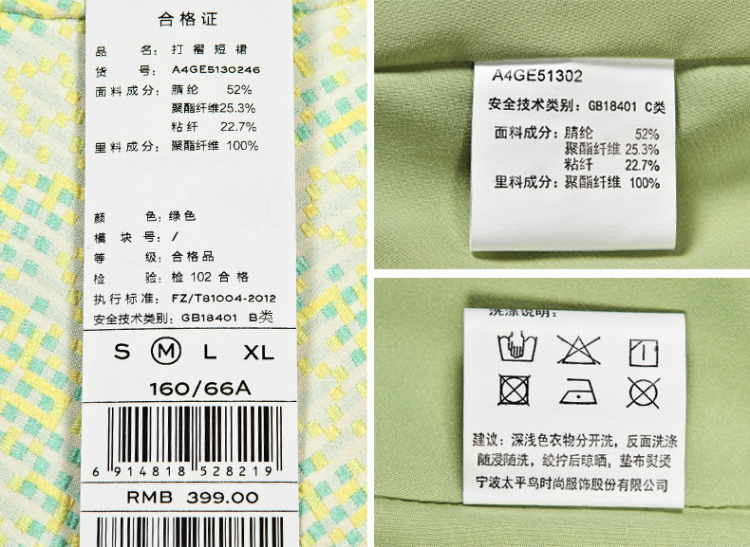 合格证
品 名: 打褶短裙
货 号: A4GE5130246
面料成分: 腈纶 52%
聚酯纤维25.3%
粘纤 22.7%
里料成分: 聚酯纤维 100%
颜 色: 绿色
模 块 号: /
等 级: 合格品
检 验: 检 102 合格
执行标准: FZ/T81004-2012
安全技术类别: GB18401 B类
S M L XL
160/66A
6 914818 528219
RMB 399.00
A4GE51302
安全技术类别: GB18401 C类
面料成分: 腈纶 52%
聚酯纤维 25.3%
粘纤 22.7%
里料成分: 聚酯纤维 100%
洗涤说明:
建议: 深浅色衣物分开洗, 反面洗涤
随浸随洗, 绞拧后晾晒, 垫布熨烫
宁波太平鸟时尚服饰股份有限公司